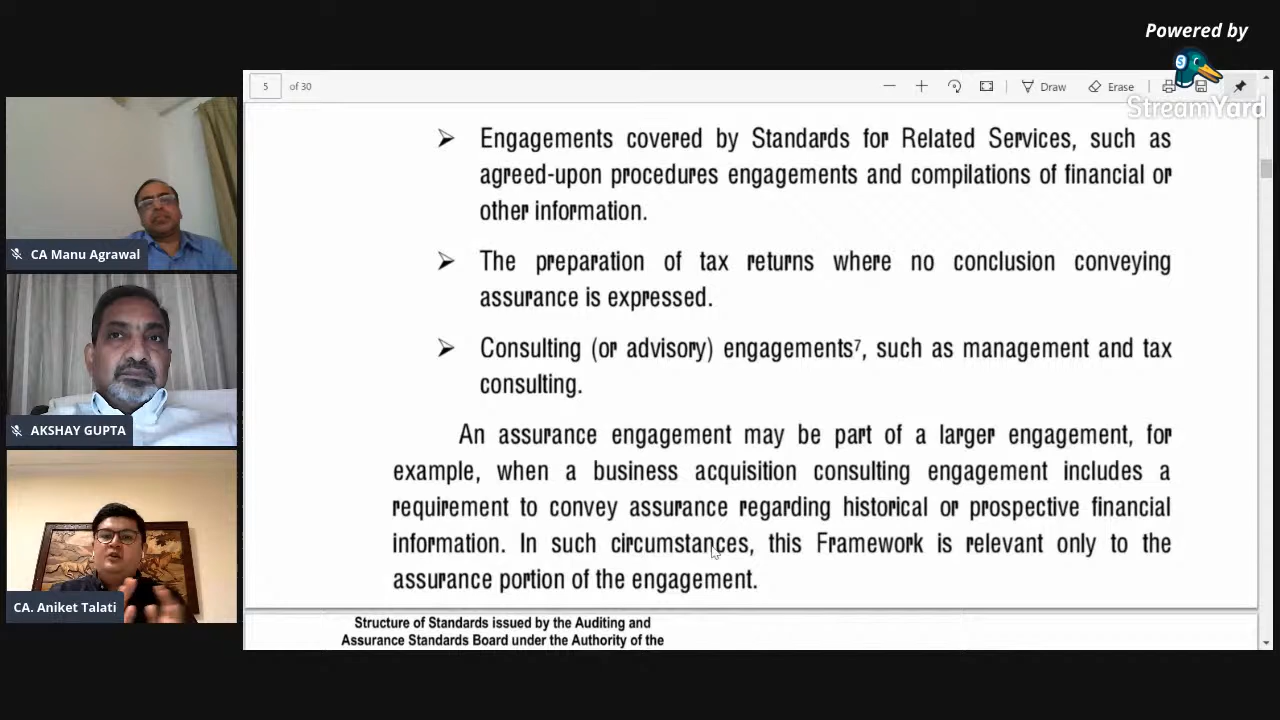 Powered by
StreamYard
5 of 30
Draw
Erase
➢ Engagements covered by Standards for Related Services, such as
agreed-upon procedures engagements and compilations of financial or
other information.
➢ The preparation of tax returns where no conclusion conveying
assurance is expressed.
➢ Consulting (or advisory) engagements⁷, such as management and tax
consulting.
An assurance engagement may be part of a larger engagement, for
example, when a business acquisition consulting engagement includes a
requirement to convey assurance regarding historical or prospective financial
information. In such circumstances, this Framework is relevant only to the
assurance portion of the engagement.
Structure of Standards issued by the Auditing and
Assurance Standards Board under the Authority of the
CA Manu Agrawal
AKSHAY GUPTA
CA. Aniket Talati